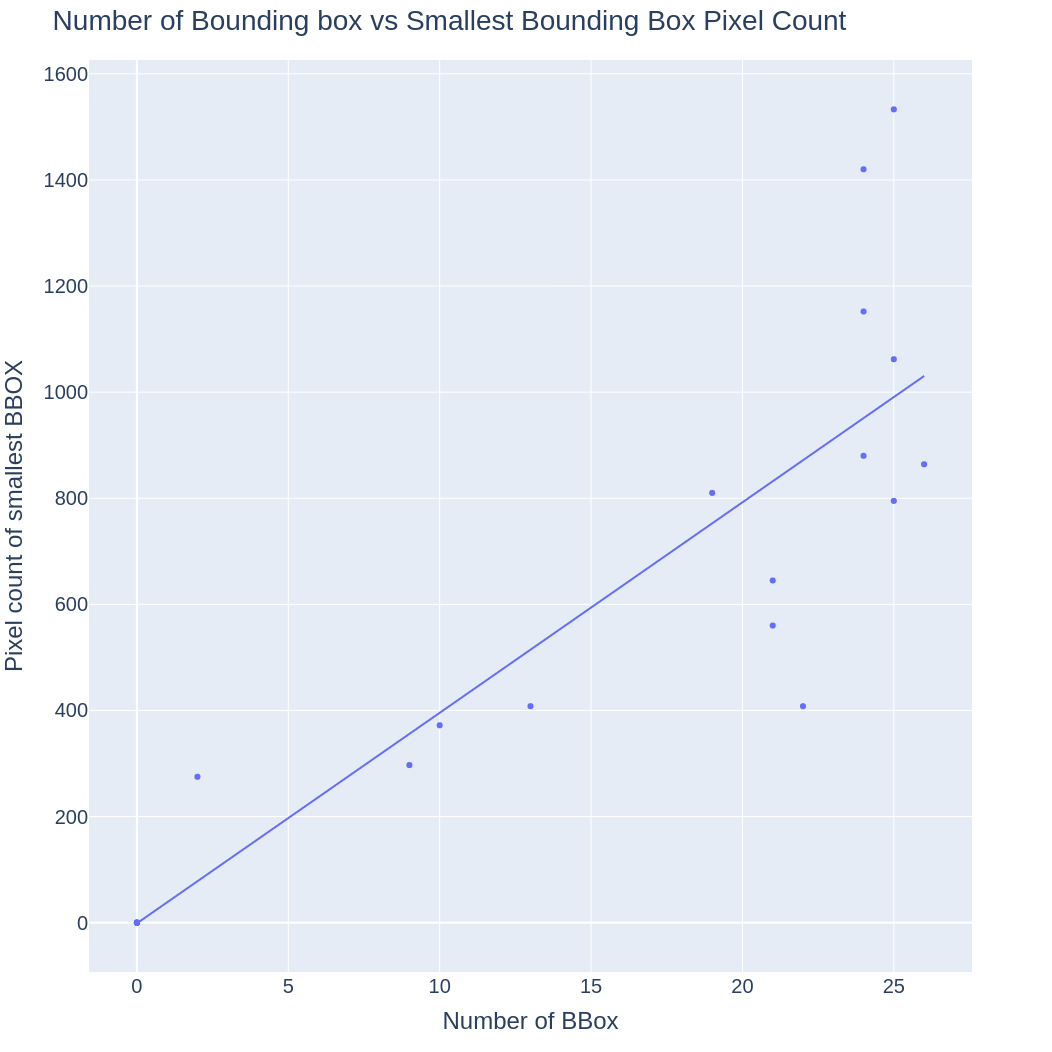 Number of Bounding box vs Smallest Bounding Box Pixel Count
Pixel count of smallest BBOX
1600
1400
1200
1000
800
600
400
200
0
0 5 10 15 20 25
Number of BBox